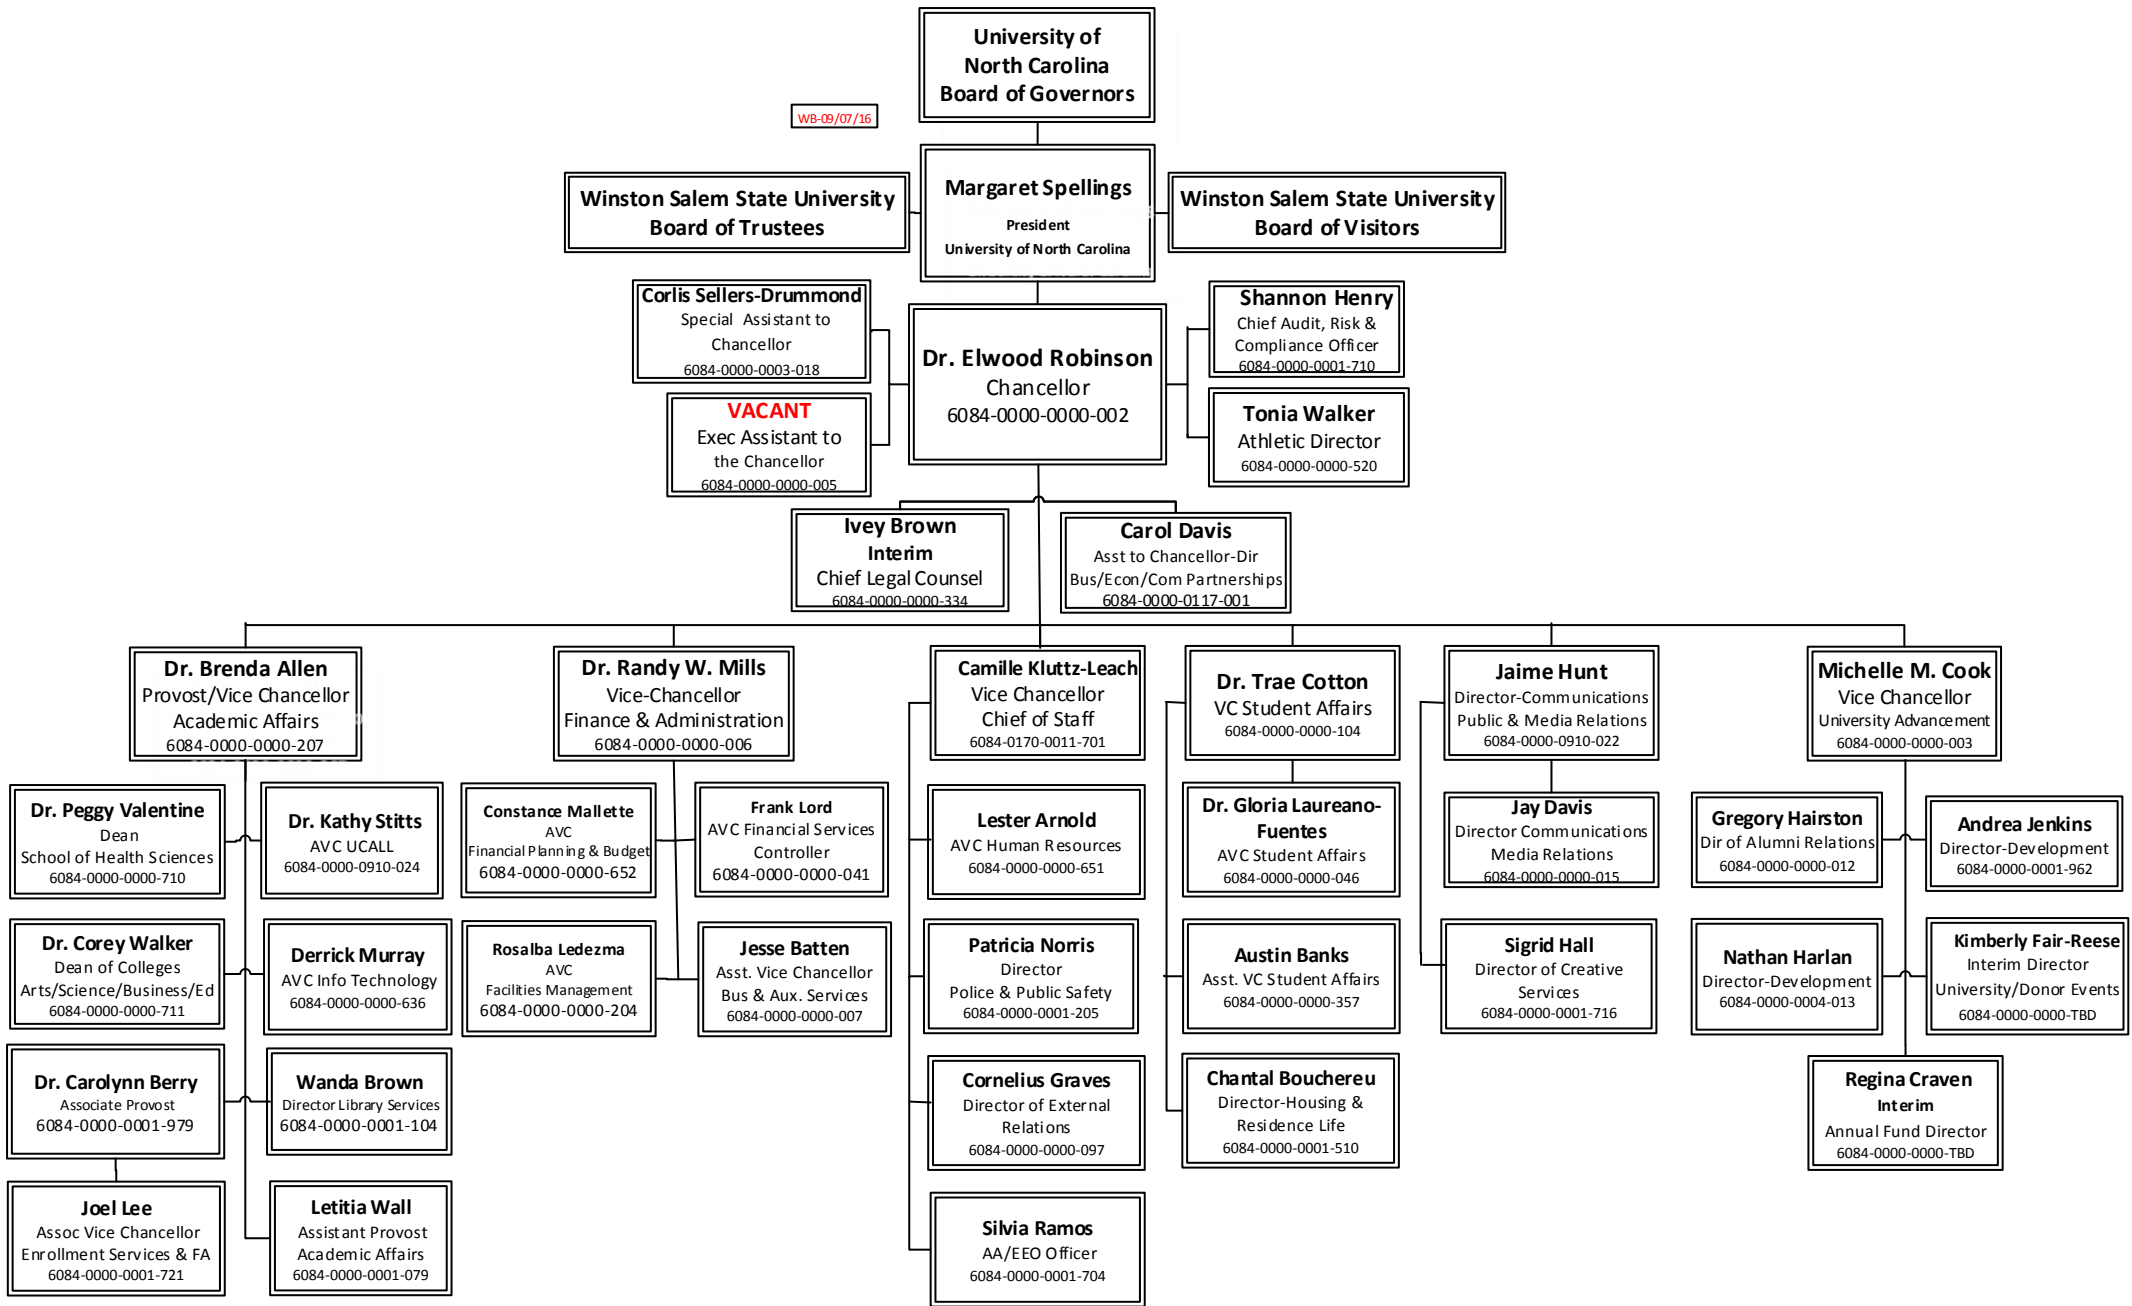 University of
North Carolina
Board of Governors
WB-09/07/16
Winston Salem State University
Board of Trustees
Margaret Spellings
President
University of North Carolina
Winston Salem State University
Board of Visitors
Corlis Sellers-Drummond
Special Assistant to
Chancellor
6084-0000-0003-018
Dr. Elwood Robinson
Chancellor
6084-0000-0000-002
Shannon Henry
Chief Audit, Risk &
Compliance Officer
6084-0000-0001-710
VACANT
Exec Assistant to
the Chancellor
6084-0000-0000-005
Tonia Walker
Athletic Director
6084-0000-0000-520
Ivey Brown
Interim
Chief Legal Counsel
6084-0000-0000-334
Carol Davis
Asst to Chancellor-Dir
Bus/Econ/Com Partnerships
6084-0000-0117-001
Dr. Brenda Allen
Provost/Vice Chancellor
Academic Affairs
6084-0000-0000-207
Dr. Randy W. Mills
Vice-Chancellor
Finance & Administration
6084-0000-0000-006
Camille Kluttz-Leach
Vice Chancellor
Chief of Staff
6084-0170-0011-701
Dr. Trae Cotton
VC Student Affairs
6084-0000-0000-104
Jaime Hunt
Director-Communications
Public & Media Relations
6084-0000-0910-022
Michelle M. Cook
Vice Chancellor
University Advancement
6084-0000-0000-003
Dr. Peggy Valentine
Dean
School of Health Sciences
6084-0000-0000-710
Dr. Kathy Stitts
AVC UCALL
6084-0000-0910-024
Constance Mallette
AVC
Financial Planning & Budget
6084-0000-0000-652
Frank Lord
AVC Financial Services
Controller
6084-0000-0000-041
Lester Arnold
AVC Human Resources
6084-0000-0000-651
Dr. Gloria Laureano-
Fuentes
AVC Student Affairs
6084-0000-0000-046
Jay Davis
Director Communications
Media Relations
6084-0000-0000-015
Gregory Hairston
Dir of Alumni Relations
6084-0000-0000-012
Andrea Jenkins
Director-Development
6084-0000-0001-962
Dr. Corey Walker
Dean of Colleges
Arts/Science/Business/Ed
6084-0000-0000-711
Derrick Murray
AVC Info Technology
6084-0000-0000-636
Rosalba Ledezma
AVC
Facilities Management
6084-0000-0000-204
Jesse Batten
Asst. Vice Chancellor
Bus & Aux. Services
6084-0000-0000-007
Patricia Norris
Director
Police & Public Safety
6084-0000-0001-205
Austin Banks
Asst. VC Student Affairs
6084-0000-0000-357
Sigrid Hall
Director of Creative
Services
6084-0000-0001-716
Nathan Harlan
Director-Development
6084-0000-0004-013
Kimberly Fair-Reese
Interim Director
University/Donor Events
6084-0000-0000-TBD
Dr. Carolynn Berry
Associate Provost
6084-0000-0001-979
Wanda Brown
Director Library Services
6084-0000-0001-104
Cornelius Graves
Director of External
Relations
6084-0000-0000-097
Chantal Bouchereu
Director-Housing &
Residence Life
6084-0000-0001-510
Regina Craven
Interim
Annual Fund Director
6084-0000-0000-TBD
Joel Lee
Assoc Vice Chancellor
Enrollment Services & FA
6084-0000-0001-721
Letitia Wall
Assistant Provost
Academic Affairs
6084-0000-0001-079
Silvia Ramos
AA/EEO Officer
6084-0000-0001-704